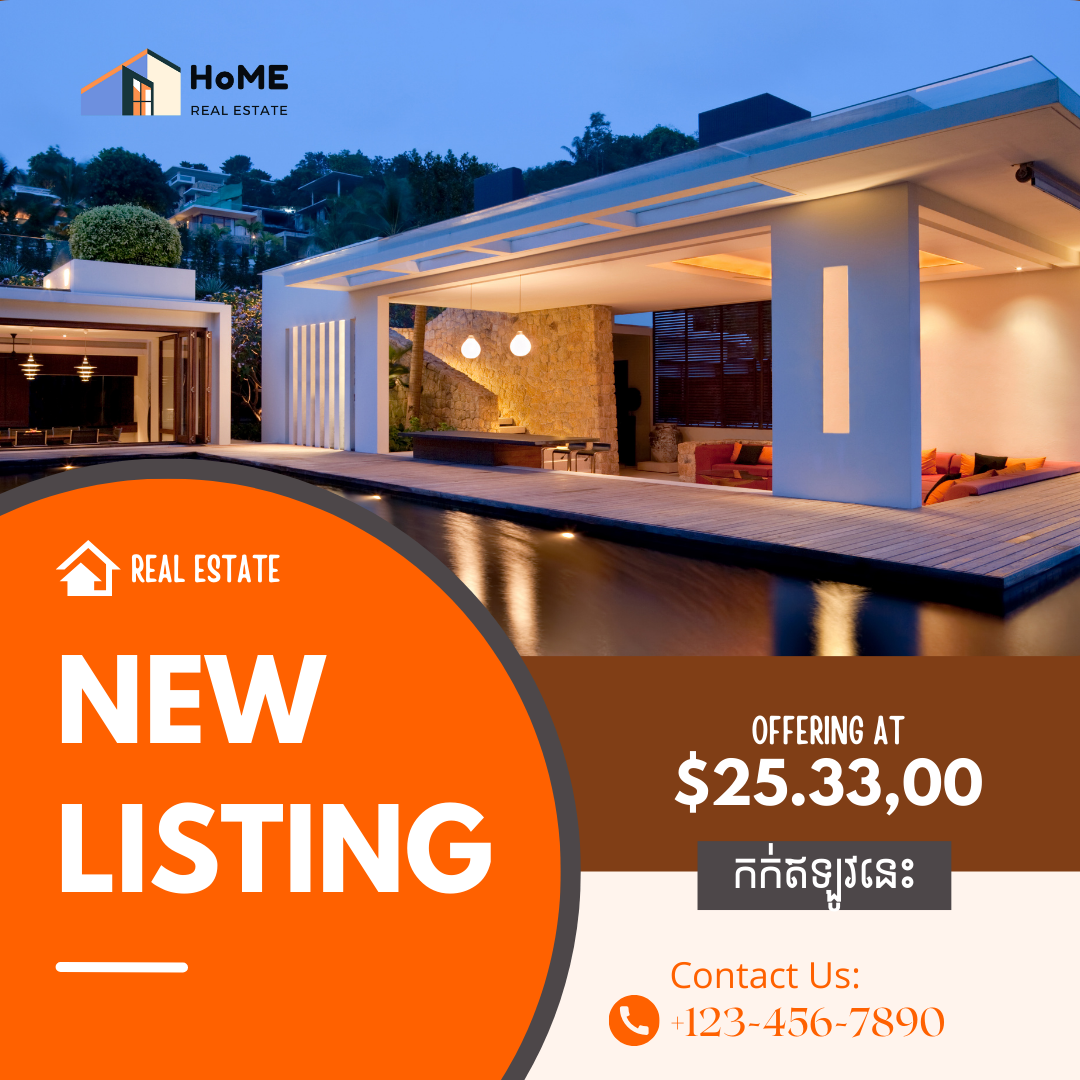 HoME
REAL ESTATE
REAL ESTATE
NEW
LISTING
OFFERING AT
$25.33,00
កក់ឥឡូវនេះ
Contact Us:
+123-456-7890